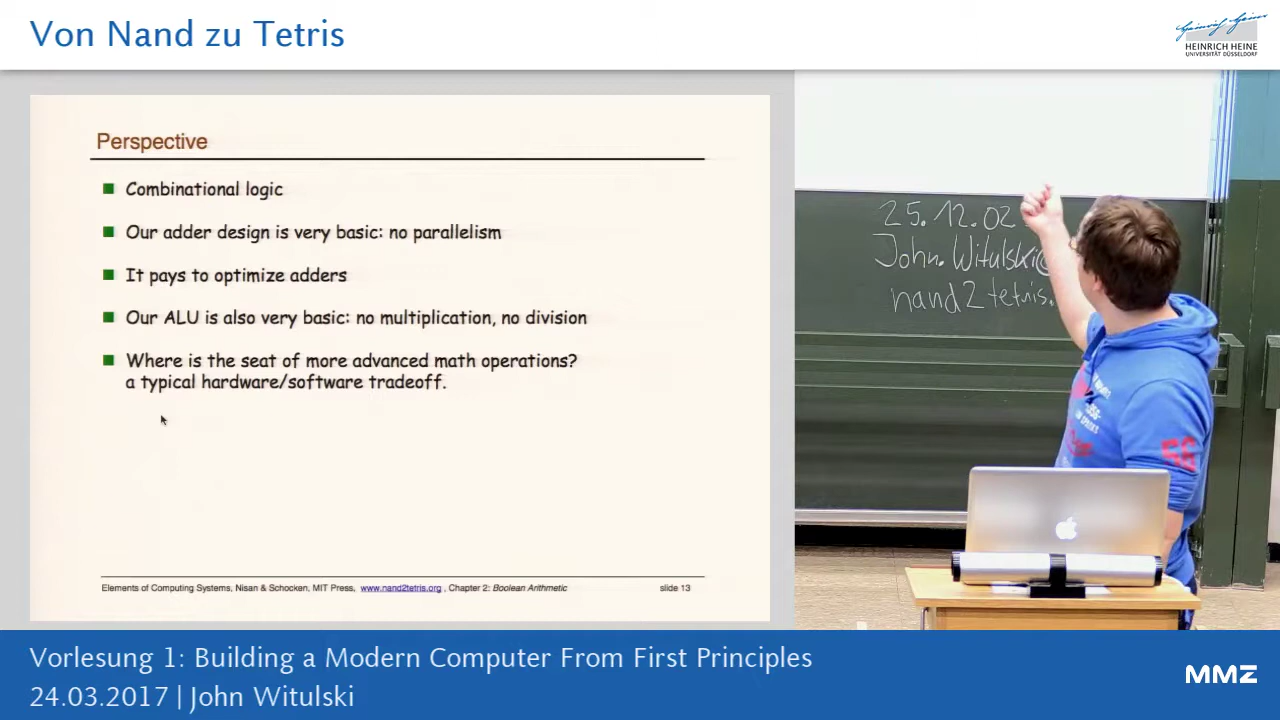 Von Nand zu Tetris
HEINRICH HEINE
UNIVERSITÄT DÜSSELDORF
Perspective
Combinational logic
Our adder design is very basic: no parallelism
It pays to optimize adders
Our ALU is also very basic: no multiplication, no division
Where is the seat of more advanced math operations?
a typical hardware/software tradeoff.
Elements of Computing Systems, Nisan & Schocken, MIT Press, www.nand2tetris.org , Chapter 2: Boolean Arithmetic slide 13
25.12.02
John.Witulski@
nand2tetris.
56
Vorlesung 1: Building a Modern Computer From First Principles
24.03.2017 | John Witulski
MMZ